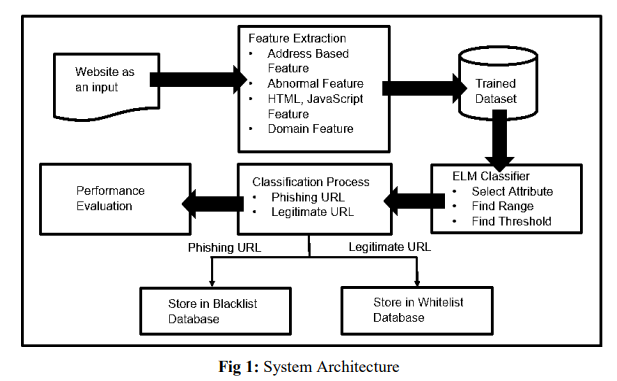 Website as
an input
Feature Extraction
• Address Based
Feature
• Abnormal Feature
• HTML, JavaScript
Feature
• Domain Feature
Trained
Dataset
Performance
Evaluation
Classification Process
• Phishing URL
• Legitimate URL
ELM Classifier
• Select Attribute
• Find Range
• Find Threshold
Phishing URL
Legitimate URL
Store in Blacklist
Database
Store in Whitelist
Database
Fig 1: System Architecture